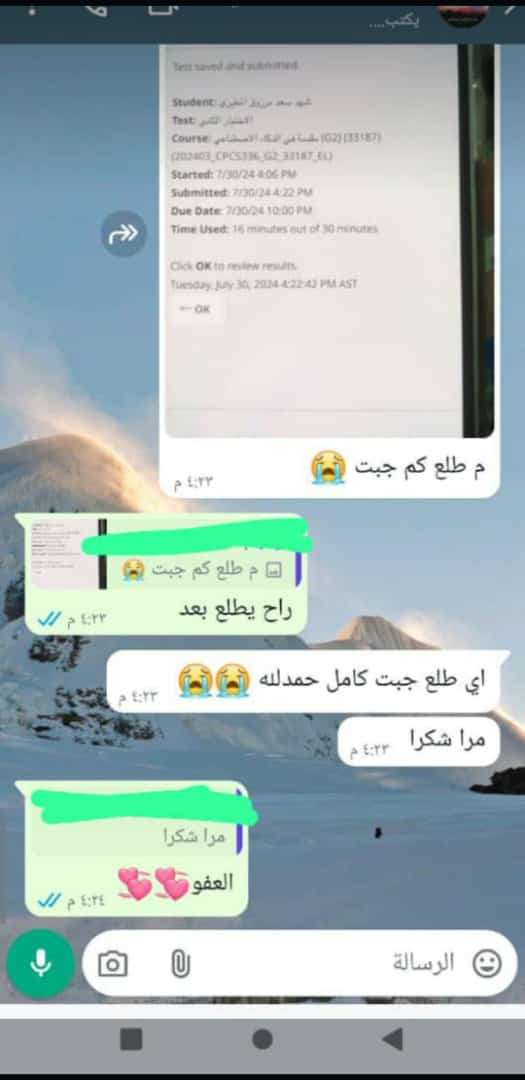 يكتب....
Test saved and submitted.
Student: شهد سعد مرزوق
Test: الاختبار الثاني
Course: مقدمة في الذكاء الاصطناعي (G2) (33187)
(202403_CPCS336_G2_33187_EL)
Started: 7/30/24 4:06 PM
Submitted: 7/30/24 4:22 PM
Due Date: 7/30/24 10:00 PM
Time Used: 16 minutes out of 30 minutes
Click OK to review results.
Tuesday, July 30, 2024 4:22:42 PM AST
← OK
م طلع كم جبت 😭
٤:٢٣ م
م طلع كم جبت 😭
راح يطلع بعد
٤:٢٣ م
اي طلع جبت كامل حمدلله 😭😭
٤:٢٣ م
مرا شكرا
٤:٢٣ م
مرا شكرا
العفو 💞💞
٤:٢٤ م
الرسالة